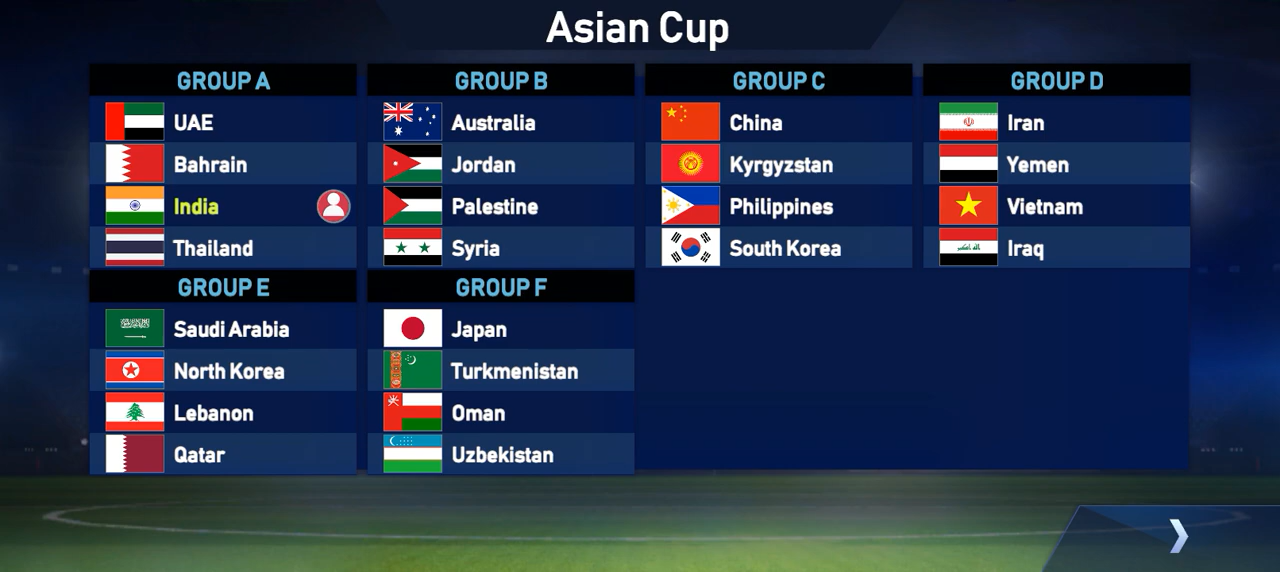 Asian Cup
GROUP A
UAE
Bahrain
India
Thailand
GROUP B
Australia
Jordan
Palestine
Syria
GROUP C
China
Kyrgyzstan
Philippines
South Korea
GROUP D
Iran
Yemen
Vietnam
Iraq
GROUP E
Saudi Arabia
North Korea
Lebanon
Qatar
GROUP F
Japan
Turkmenistan
Oman
Uzbekistan